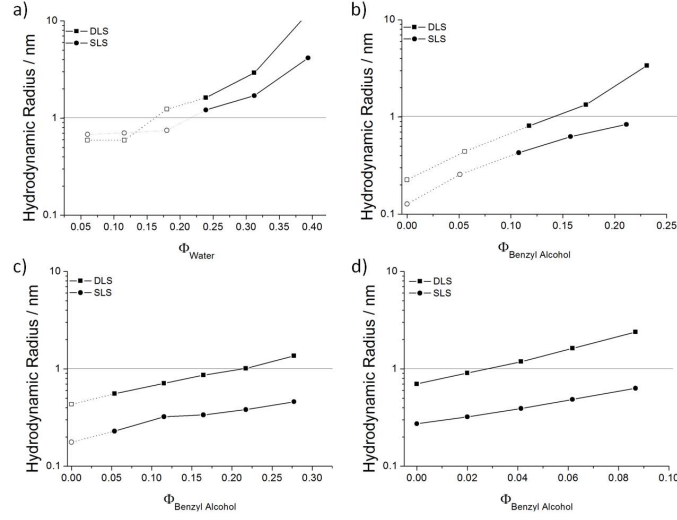 a)
Hydrodynamic Radius / nm
DLS
SLS
10
1
0.1
0.05 0.10 0.15 0.20 0.25 0.30 0.35 0.40
ΦWater
b)
Hydrodynamic Radius / nm
DLS
SLS
10
1
0.1
0.00 0.05 0.10 0.15 0.20 0.25
ΦBenzyl Alcohol
c)
Hydrodynamic Radius / nm
DLS
SLS
10
1
0.1
0.00 0.05 0.10 0.15 0.20 0.25 0.30
ΦBenzyl Alcohol
d)
Hydrodynamic Radius / nm
DLS
SLS
10
1
0.1
0.00 0.02 0.04 0.06 0.08 0.10
ΦBenzyl Alcohol